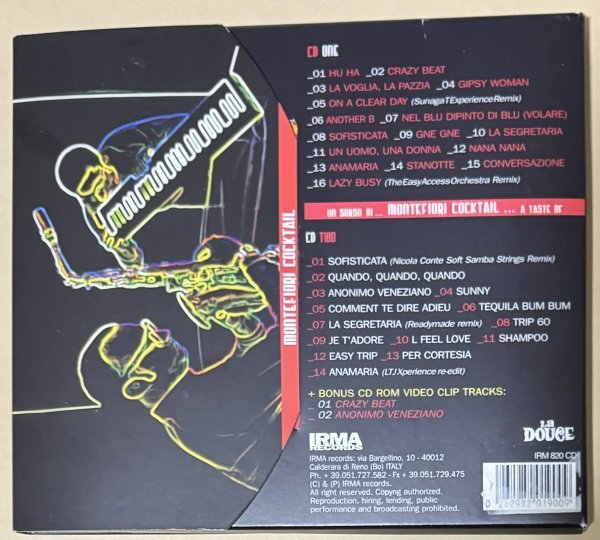 CD ONE
_01 HU HA _02 CRAZY BEAT
_03 LA VOGLIA, LA PAZZIA _04 GIPSY WOMAN
_05 ON A CLEAR DAY (Sunaga T Experience Remix)
_06 ANOTHER B _07 NEL BLU DIPINTO DI BLU (VOLARE)
_08 SOFISTICATA _09 GNE GNE _10 LA SEGRETARIA
_11 UN UOMO, UNA DONNA _12 NANA NANA
_13 ANAMARIA _14 STANOTTE _15 CONVERSAZIONE
_16 LAZY BUSY (The Easy Access Orchestra Remix)
UN SORSO DI... MONTEFIORI COCKTAIL ... A TASTE OF
MONTEFIORI COCKTAIL
CD TWO
_01 SOFISTICATA (Nicola Conte Soft Samba Strings Remix)
_02 QUANDO, QUANDO, QUANDO
_03 ANONIMO VENEZIANO _04 SUNNY
_05 COMMENT TE DIRE ADIEU _06 TEQUILA BUM BUM
_07 LA SEGRETARIA (Readymade remix) _08 TRIP 60
_09 JE T'ADORE _10 L FEEL LOVE _11 SHAMPOO
_12 EASY TRIP _13 PER CORTESIA
_14 ANAMARIA (LTJ Xperience re-edit)
+ BONUS CD ROM VIDEO CLIP TRACKS:
_01 CRAZY BEAT
_02 ANONIMO VENEZIANO
IRMA
RECORDS
LA
DOUCE
IRMA records: via Bargellino, 10 - 40012
Calderara di Reno (Bo) ITALY
Ph. + 39.051.727.582 - Fx + 39.051.729.475
(C) & (P) IRMA records.
All right reserved. Copyng authorized.
Reproduction, hiring, lending, public
performance and broadcasting prohibited.
IRM 820 CD